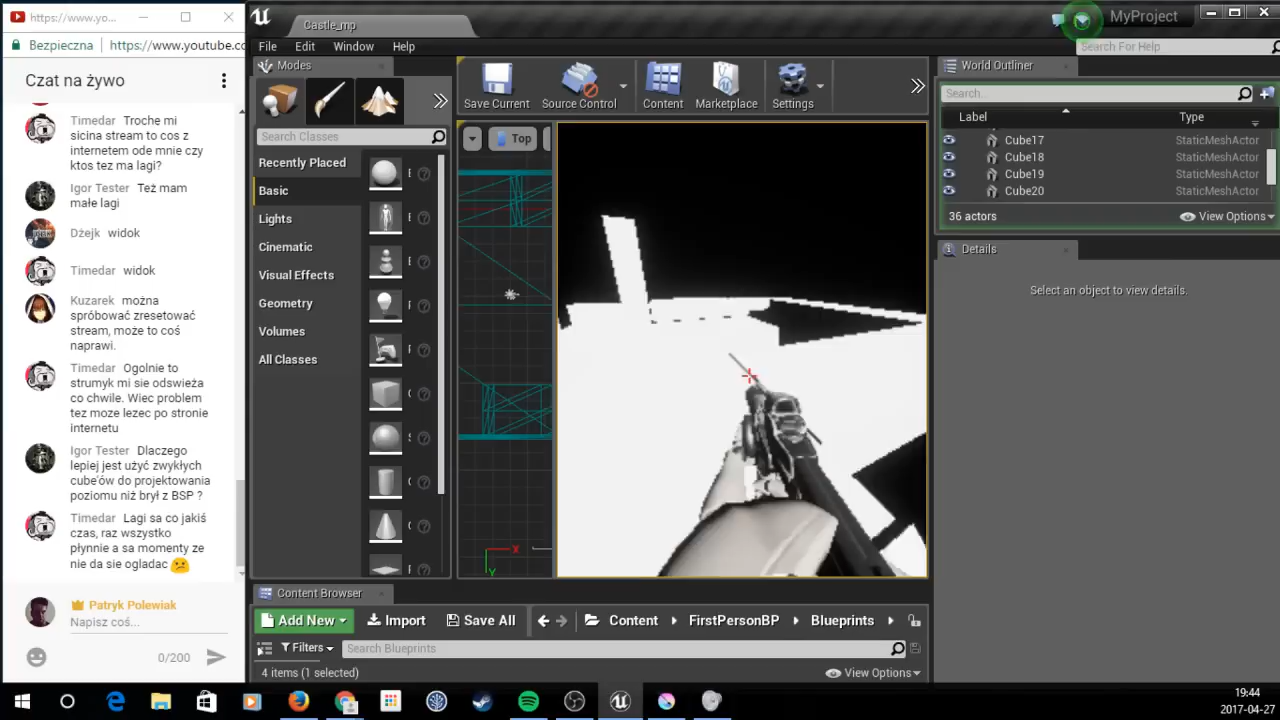 https://www.yo...
Bezpieczna
https://www.youtube.c
Czat na żywo
Timedar Troche mi
sicina stream to cos z
internetem ode mnie czy
ktos tez ma lagi?
Igor Tester Też mam
małe lagi
Dżejk widok
Timedar widok
Kuzarek można
spróbować zresetować
stream, może to coś
naprawi.
Timedar Ogolnie to
strumyk mi sie odswieża
co chwile. Wiec problem
tez moze lezec po stronie
internetu
Igor Tester Dlaczego
lepiej jest użyć zwykłych
cube'ów do projektowania
poziomu niż brył z BSP ?
Timedar Lagi sa co jakiś
czas, raz wszystko
płynnie a sa momenty ze
nie da sie ogladac
Patryk Polewiak
Napisz coś...
0/200
Castle_mp
MyProject
File Edit Window Help
Search For Help
Modes
Search Classes
Recently Placed
Basic
Lights
Cinematic
Visual Effects
Geometry
Volumes
All Classes
Save Current
Source Control
Content
Marketplace
Settings
Top
X
Y
World Outliner
Search...
Label Type
Cube17 StaticMeshActor
Cube18 StaticMeshActor
Cube19 StaticMeshActor
Cube20 StaticMeshActor
36 actors
View Options
Details
Select an object to view details.
Content Browser
Add New
Import
Save All
Content
FirstPersonBP
Blueprints
Filters
Search Blueprints
4 items (1 selected)
View Options
19:44
2017-04-27